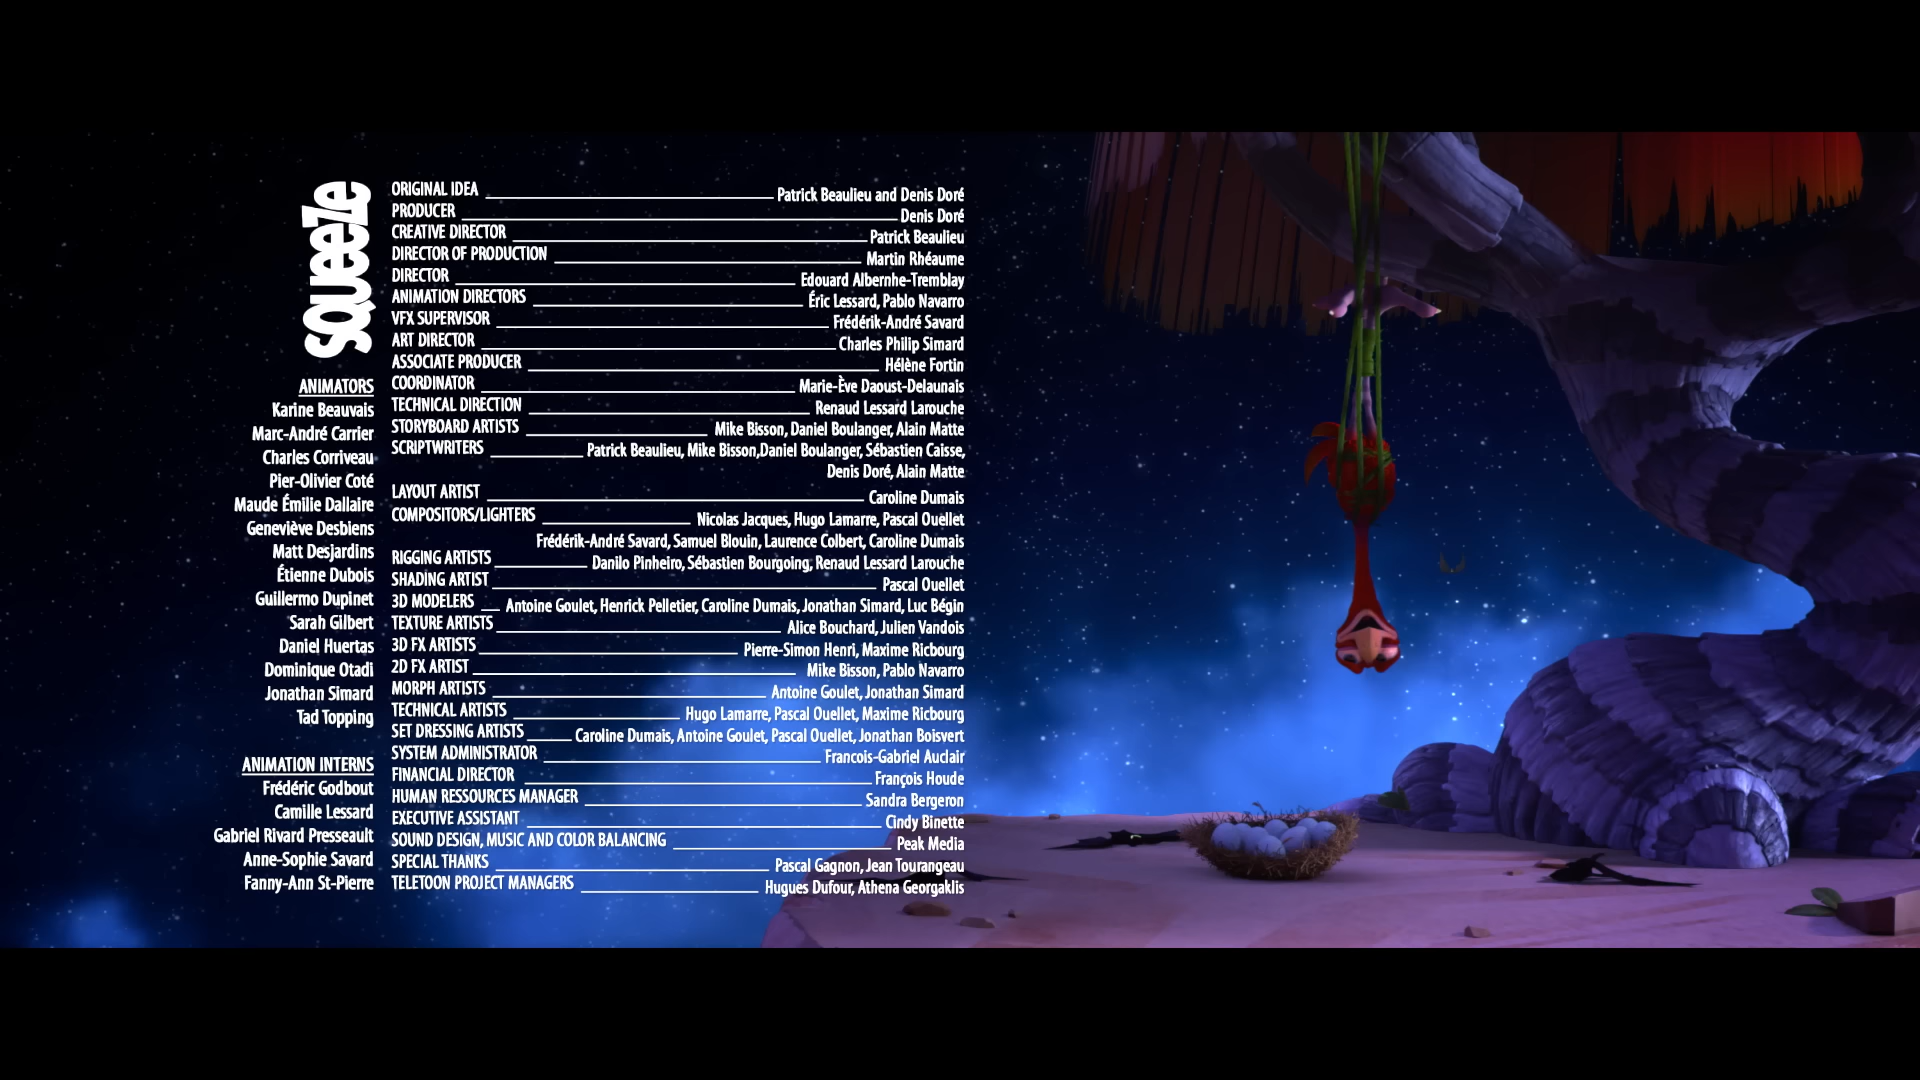 squeeze
ANIMATORS
Karine Beauvais
Marc-André Carrier
Charles Corriveau
Pier-Olivier Coté
Maude Émilie Dallaire
Geneviève Desbiens
Matt Desjardins
Étienne Dubois
Guillermo Dupinet
Sarah Gilbert
Daniel Huertas
Dominique Otadi
Jonathan Simard
Tad Topping
ANIMATION INTERNS
Frédéric Godbout
Camille Lessard
Gabriel Rivard Presseault
Anne-Sophie Savard
Fanny-Ann St-Pierre
ORIGINAL IDEA Patrick Beaulieu and Denis Doré
PRODUCER Denis Doré
CREATIVE DIRECTOR Patrick Beaulieu
DIRECTOR OF PRODUCTION Martin Rhéaume
DIRECTOR Edouard Albernhe-Tremblay
ANIMATION DIRECTORS Éric Lessard, Pablo Navarro
VFX SUPERVISOR Frédérik-André Savard
ART DIRECTOR Charles Philip Simard
ASSOCIATE PRODUCER Hélène Fortin
COORDINATOR Marie-Ève Daoust-Delaunais
TECHNICAL DIRECTION Renaud Lessard Larouche
STORYBOARD ARTISTS Mike Bisson, Daniel Boulanger, Alain Matte
SCRIPTWRITERS Patrick Beaulieu, Mike Bisson,Daniel Boulanger, Sébastien Caisse,
Denis Doré, Alain Matte
LAYOUT ARTIST Caroline Dumais
COMPOSITORS/LIGHTERS Nicolas Jacques, Hugo Lamarre, Pascal Ouellet
Frédérik-André Savard, Samuel Blouin, Laurence Colbert, Caroline Dumais
RIGGING ARTISTS Danilo Pinheiro, Sébastien Bourgoing, Renaud Lessard Larouche
SHADING ARTIST Pascal Ouellet
3D MODELERS Antoine Goulet, Henrick Pelletier, Caroline Dumais, Jonathan Simard, Luc Bégin
TEXTURE ARTISTS Alice Bouchard, Julien Vandois
3D FX ARTISTS Pierre-Simon Henri, Maxime Ricbourg
2D FX ARTIST Mike Bisson, Pablo Navarro
MORPH ARTISTS Antoine Goulet, Jonathan Simard
TECHNICAL ARTISTS Hugo Lamarre, Pascal Ouellet, Maxime Ricbourg
SET DRESSING ARTISTS Caroline Dumais, Antoine Goulet, Pascal Ouellet, Jonathan Boisvert
SYSTEM ADMINISTRATOR Francois-Gabriel Auclair
FINANCIAL DIRECTOR François Houde
HUMAN RESSOURCES MANAGER Sandra Bergeron
EXECUTIVE ASSISTANT Cindy Binette
SOUND DESIGN, MUSIC AND COLOR BALANCING Peak Media
SPECIAL THANKS Pascal Gagnon, Jean Tourangeau
TELETOON PROJECT MANAGERS Hugues Dufour, Athena Georgaklis